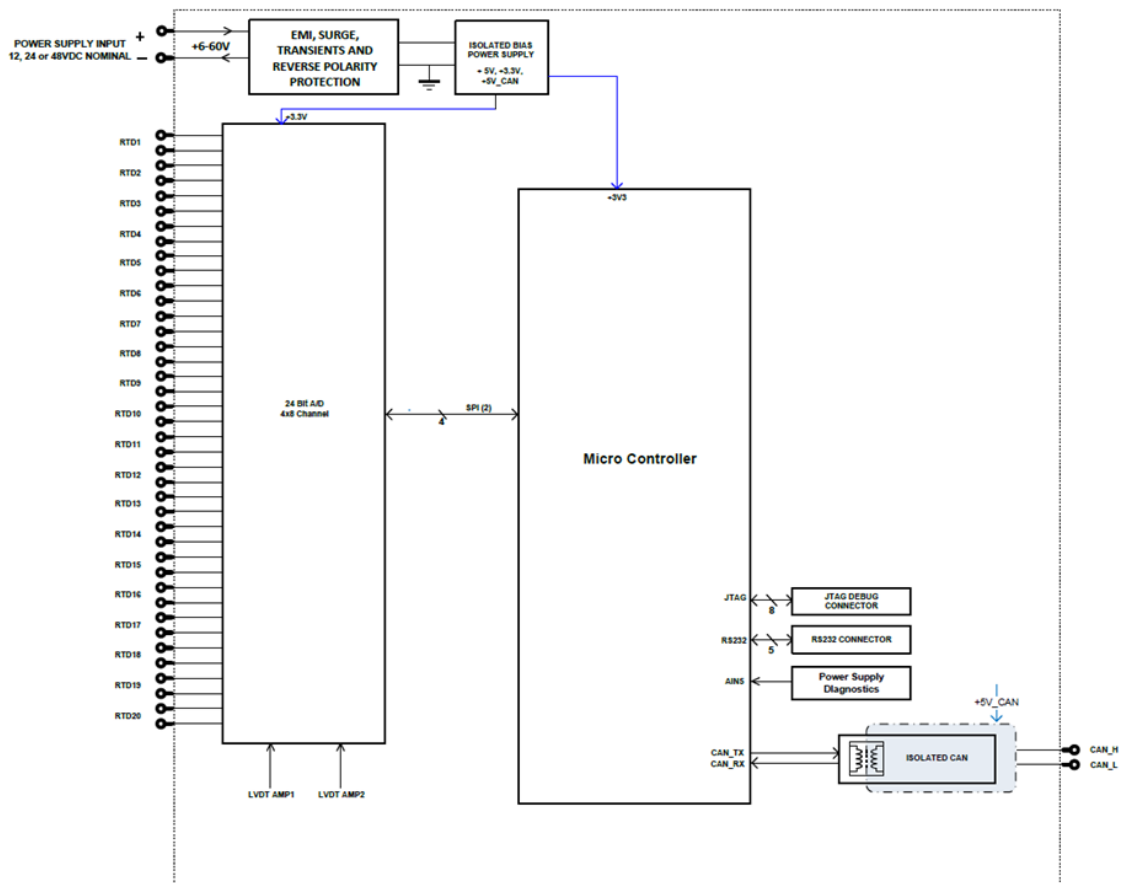 POWER SUPPLY INPUT
12, 24 or 48VDC NOMINAL
+
−
+6-60V
EMI, SURGE,
TRANSIENTS AND
REVERSE POLARITY
PROTECTION
ISOLATED BIAS
POWER SUPPLY
+ 5V, +3.3V,
+5V_CAN
+3.3V
+3V3
RTD1
RTD2
RTD3
RTD4
RTD5
RTD6
RTD7
RTD8
RTD9
RTD10
RTD11
RTD12
RTD13
RTD14
RTD15
RTD16
RTD17
RTD18
RTD19
RTD20
24 Bit A/D
4x8 Channel
SPI (2)
4
Micro Controller
JTAG
8
JTAG DEBUG
CONNECTOR
RS232
5
RS232 CONNECTOR
AINS
Power Supply
Diagnostics
+5V_CAN
CAN_TX
CAN_RX
ISOLATED CAN
CAN_H
CAN_L
LVDT AMP1
LVDT AMP2